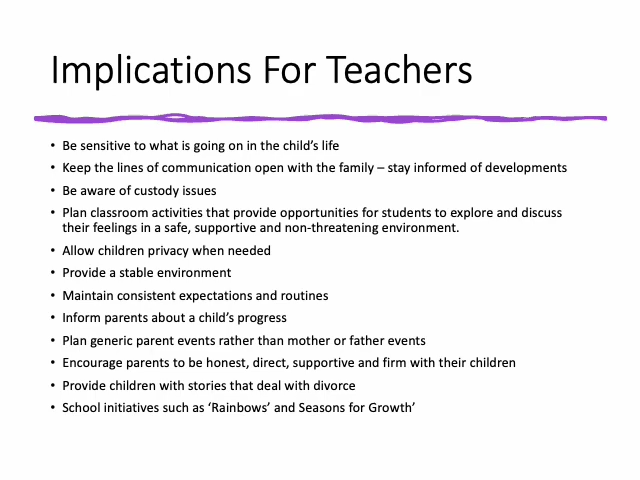 Implications For Teachers
• Be sensitive to what is going on in the child’s life
• Keep the lines of communication open with the family – stay informed of developments
• Be aware of custody issues
• Plan classroom activities that provide opportunities for students to explore and discuss
their feelings in a safe, supportive and non-threatening environment.
• Allow children privacy when needed
• Provide a stable environment
• Maintain consistent expectations and routines
• Inform parents about a child’s progress
• Plan generic parent events rather than mother or father events
• Encourage parents to be honest, direct, supportive and firm with their children
• Provide children with stories that deal with divorce
• School initiatives such as ‘Rainbows’ and Seasons for Growth’